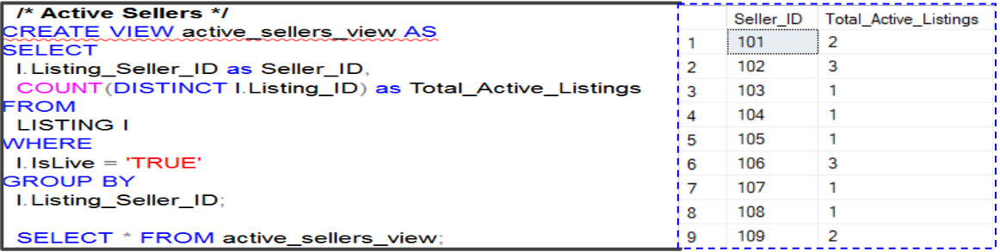 /* Active Sellers */
CREATE VIEW active_sellers_view AS
SELECT
l.Listing_Seller_ID as Seller_ID,
COUNT(DISTINCT l.Listing_ID) as Total_Active_Listings
FROM
LISTING l
WHERE
l.IsLive = 'TRUE'
GROUP BY
l.Listing_Seller_ID;
SELECT * FROM active_sellers_view;
Seller_ID Total_Active_Listings
1 101 2
2 102 3
3 103 1
4 104 1
5 105 1
6 106 3
7 107 1
8 108 1
9 109 2